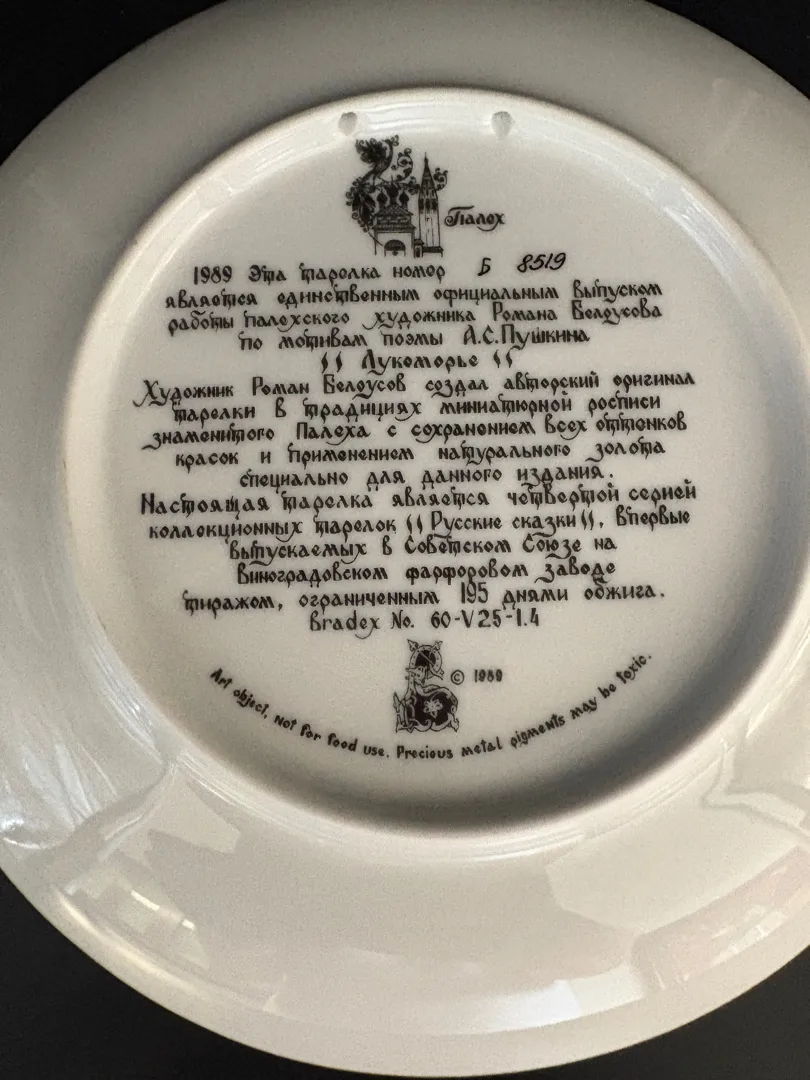 Палех
1989 Эта тарелка номер Б 8519
является единственным официальным выпуском
работы палехского художника Романа Белоусова
по мотивам поэмы А.С.Пушкина
"Лукоморье"
Художник Роман Белоусов создал авторский оригинал
тарелки в традициях миниатюрной росписи
знаменитого Палеха с сохранением всех оттенков
красок и применением натурального золота
специально для данного издания.
Настоящая тарелка является четвертой серией
коллекционных тарелок "Русские сказки", впервые
выпускаемых в Советском Союзе на
Виноградовском фарфоровом заводе
тиражом, ограниченным 195 днями обжига.
Bradex No. 60-V25-1.4
© 1989
Art object, not for food use. Precious metal pigments may be toxic.